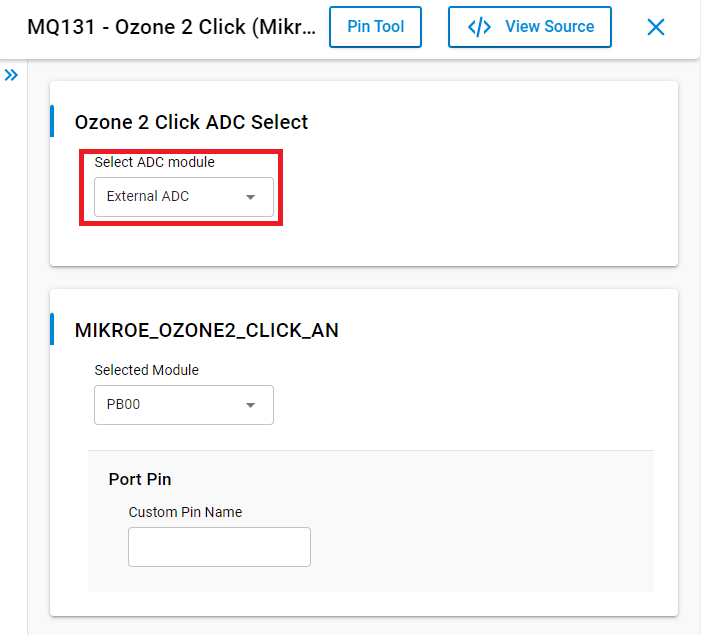 MQ131 - Ozone 2 Click (Mikr...
Pin Tool
</> View Source
Ozone 2 Click ADC Select
Select ADC module
External ADC
MIKROE_OZONE2_CLICK_AN
Selected Module
PB00
Port Pin
Custom Pin Name